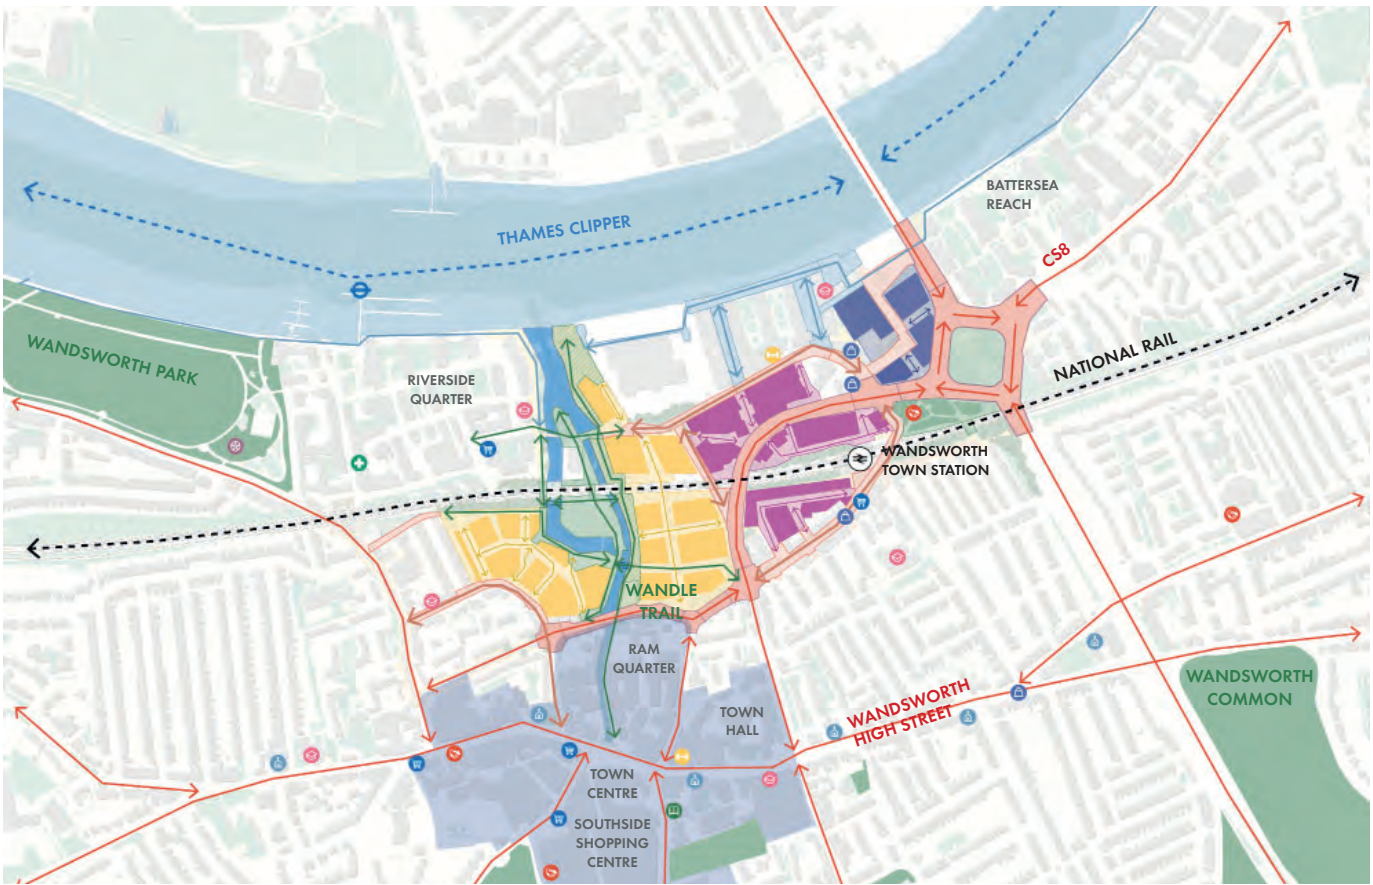 BATTERSEA
REACH
THAMES CLIPPER
CS8
WANDSWORTH PARK
NATIONAL RAIL
RIVERSIDE
QUARTER
WANDSWORTH
TOWN STATION
WANDLE
TRAIL
RAM
QUARTER
WANDSWORTH
COMMON
TOWN
HALL
WANDSWORTH
HIGH STREET
TOWN
CENTRE
SOUTHSIDE
SHOPPING
CENTRE